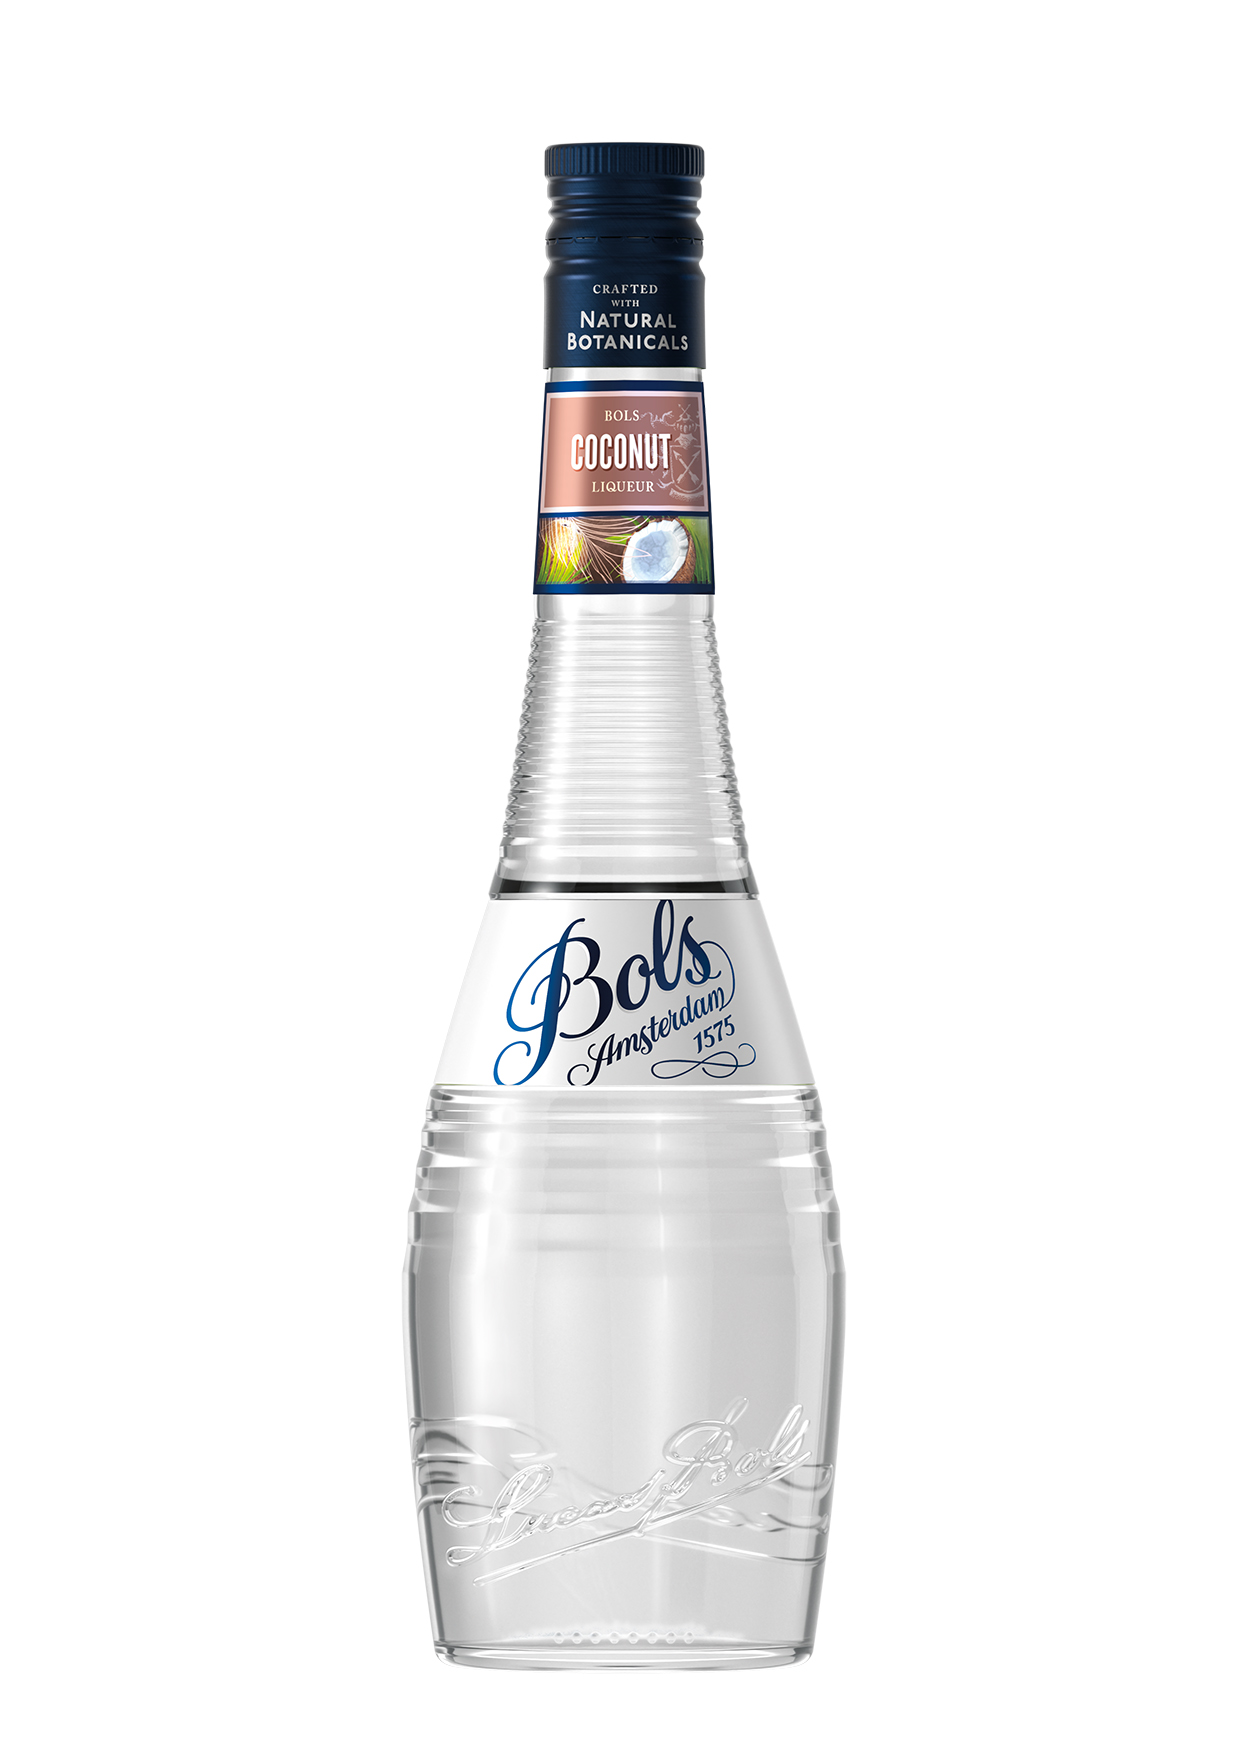 CRAFTED
WITH
NATURAL
BOTANICALS
BOLS
COCONUT
LIQUEUR
Bols
Amsterdam
1575
Lucas Bols